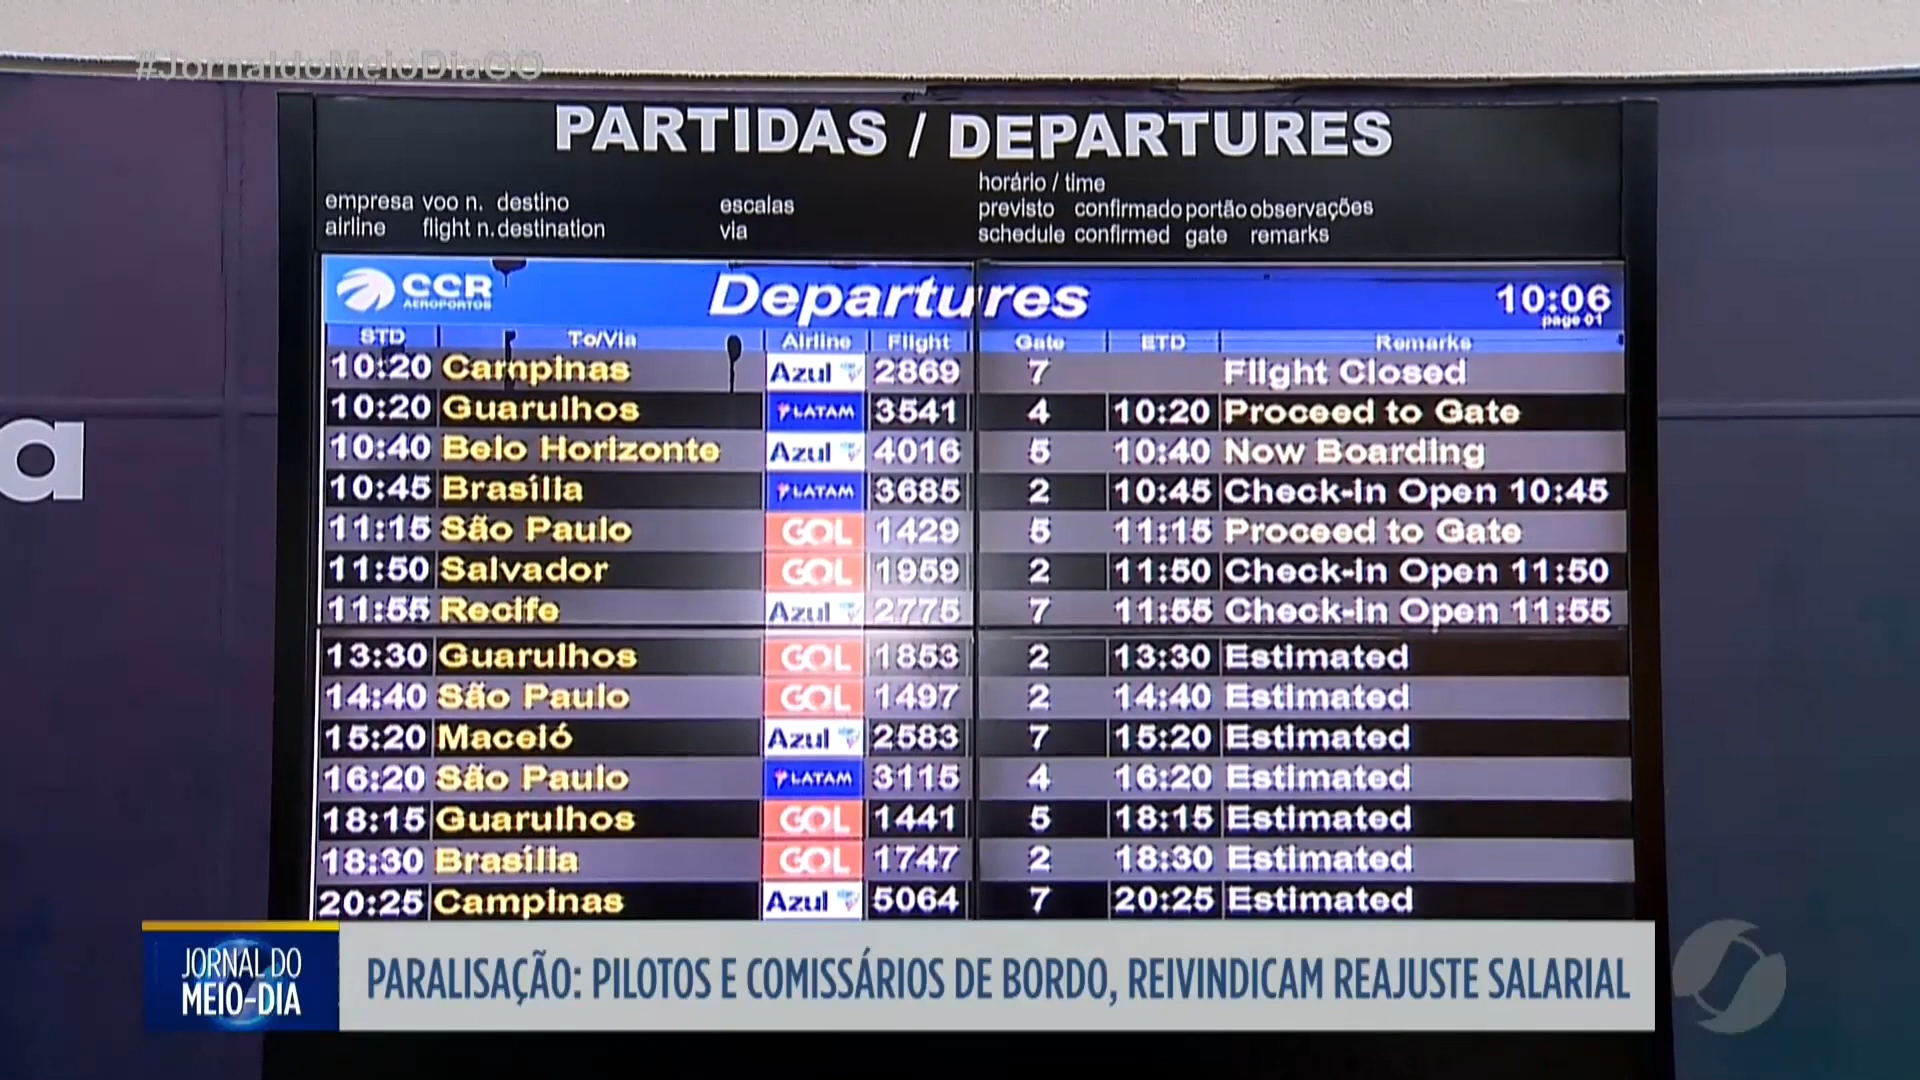 #JornaldoMeioDiaGO
PARTIDAS / DEPARTURES
horário / time
empresa voo n. destino escalas previsto confirmado portão observações
airline flight n. destination via schedule confirmed gate remarks
CCR AEROPORTOS Departures 10:06
page 01
STD To/Via Airline Flight Gate ETD Remarks
10:20 Campinas Azul 2869 7 Flight Closed
10:20 Guarulhos LATAM 3541 4 10:20 Proceed to Gate
10:40 Belo Horizonte Azul 4016 5 10:40 Now Boarding
10:45 Brasília LATAM 3685 2 10:45 Check-in Open 10:45
11:15 São Paulo GOL 1429 5 11:15 Proceed to Gate
11:50 Salvador GOL 1959 2 11:50 Check-in Open 11:50
11:55 Recife Azul 2775 7 11:55 Check-in Open 11:55
13:30 Guarulhos GOL 1853 2 13:30 Estimated
14:40 São Paulo GOL 1497 2 14:40 Estimated
15:20 Maceió Azul 2583 7 15:20 Estimated
16:20 São Paulo LATAM 3115 4 16:20 Estimated
18:15 Guarulhos GOL 1441 5 18:15 Estimated
18:30 Brasília GOL 1747 2 18:30 Estimated
20:25 Campinas Azul 5064 7 20:25 Estimated
a
JORNAL DO
MEIO-DIA
PARALISAÇÃO: PILOTOS E COMISSÁRIOS DE BORDO, REIVINDICAM REAJUSTE SALARIAL